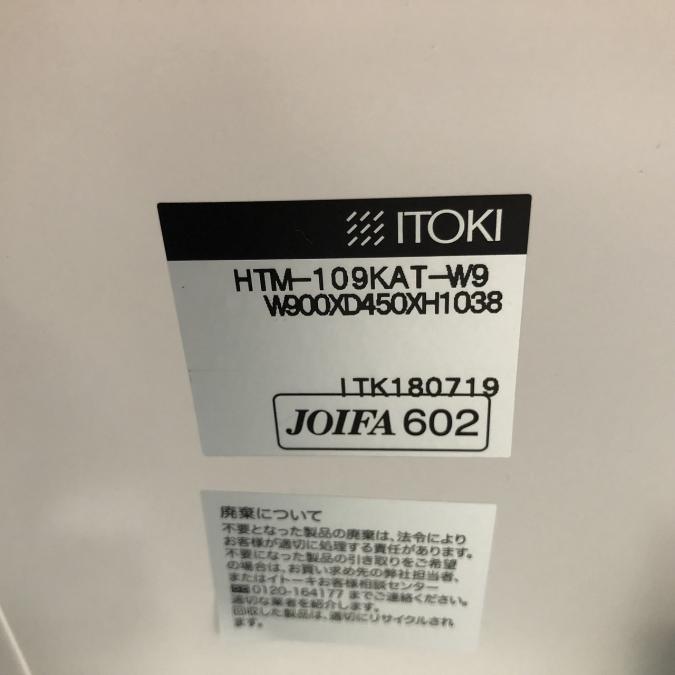 ITOKI
HTM-109KAT-W9
W900XD450XH1038
ITK180719
JOIFA 602
廃棄について
不要となった製品の廃棄は、法令により
お客様が適切に処理する責任があります。
不要になった製品の引き取りをご希望
の場合は、お買い求め先の弊社担当者、
またはイトーキお客様相談センター
0120-164177 までご連絡ください。
適切な業者を紹介します。
回収した製品は、適切にリサイクルされ
ます。